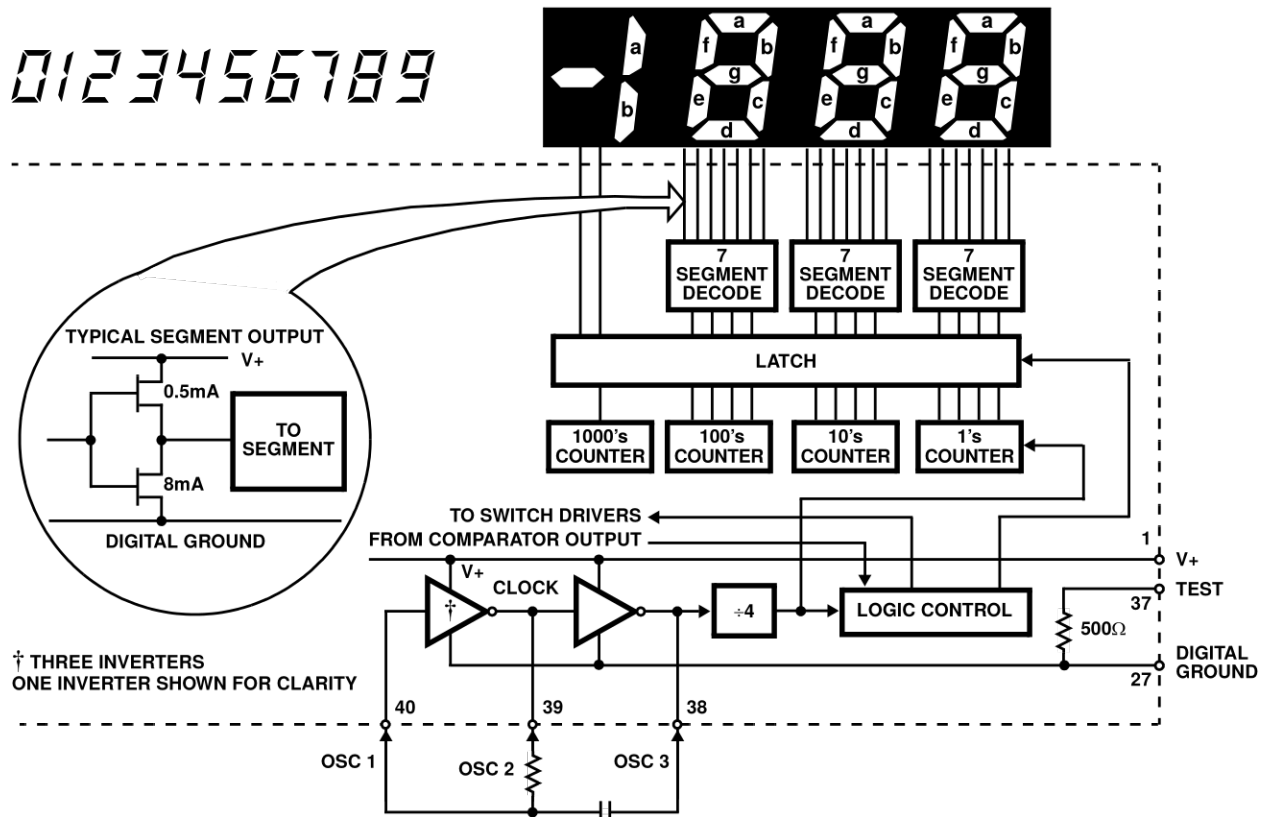 0123456789
a
b
a
f
b
g
e
c
d
a
f
b
g
e
c
d
a
f
b
g
e
c
d
7
SEGMENT
DECODE
7
SEGMENT
DECODE
7
SEGMENT
DECODE
LATCH
1000's
COUNTER
100's
COUNTER
10's
COUNTER
1's
COUNTER
TYPICAL SEGMENT OUTPUT
V+
0.5mA
TO
SEGMENT
8mA
DIGITAL GROUND
TO SWITCH DRIVERS
FROM COMPARATOR OUTPUT
1
V+
V+
CLOCK
†
÷4
LOGIC CONTROL
TEST
37
500Ω
DIGITAL
GROUND
27
† THREE INVERTERS
ONE INVERTER SHOWN FOR CLARITY
40
39
38
OSC 1
OSC 2
OSC 3